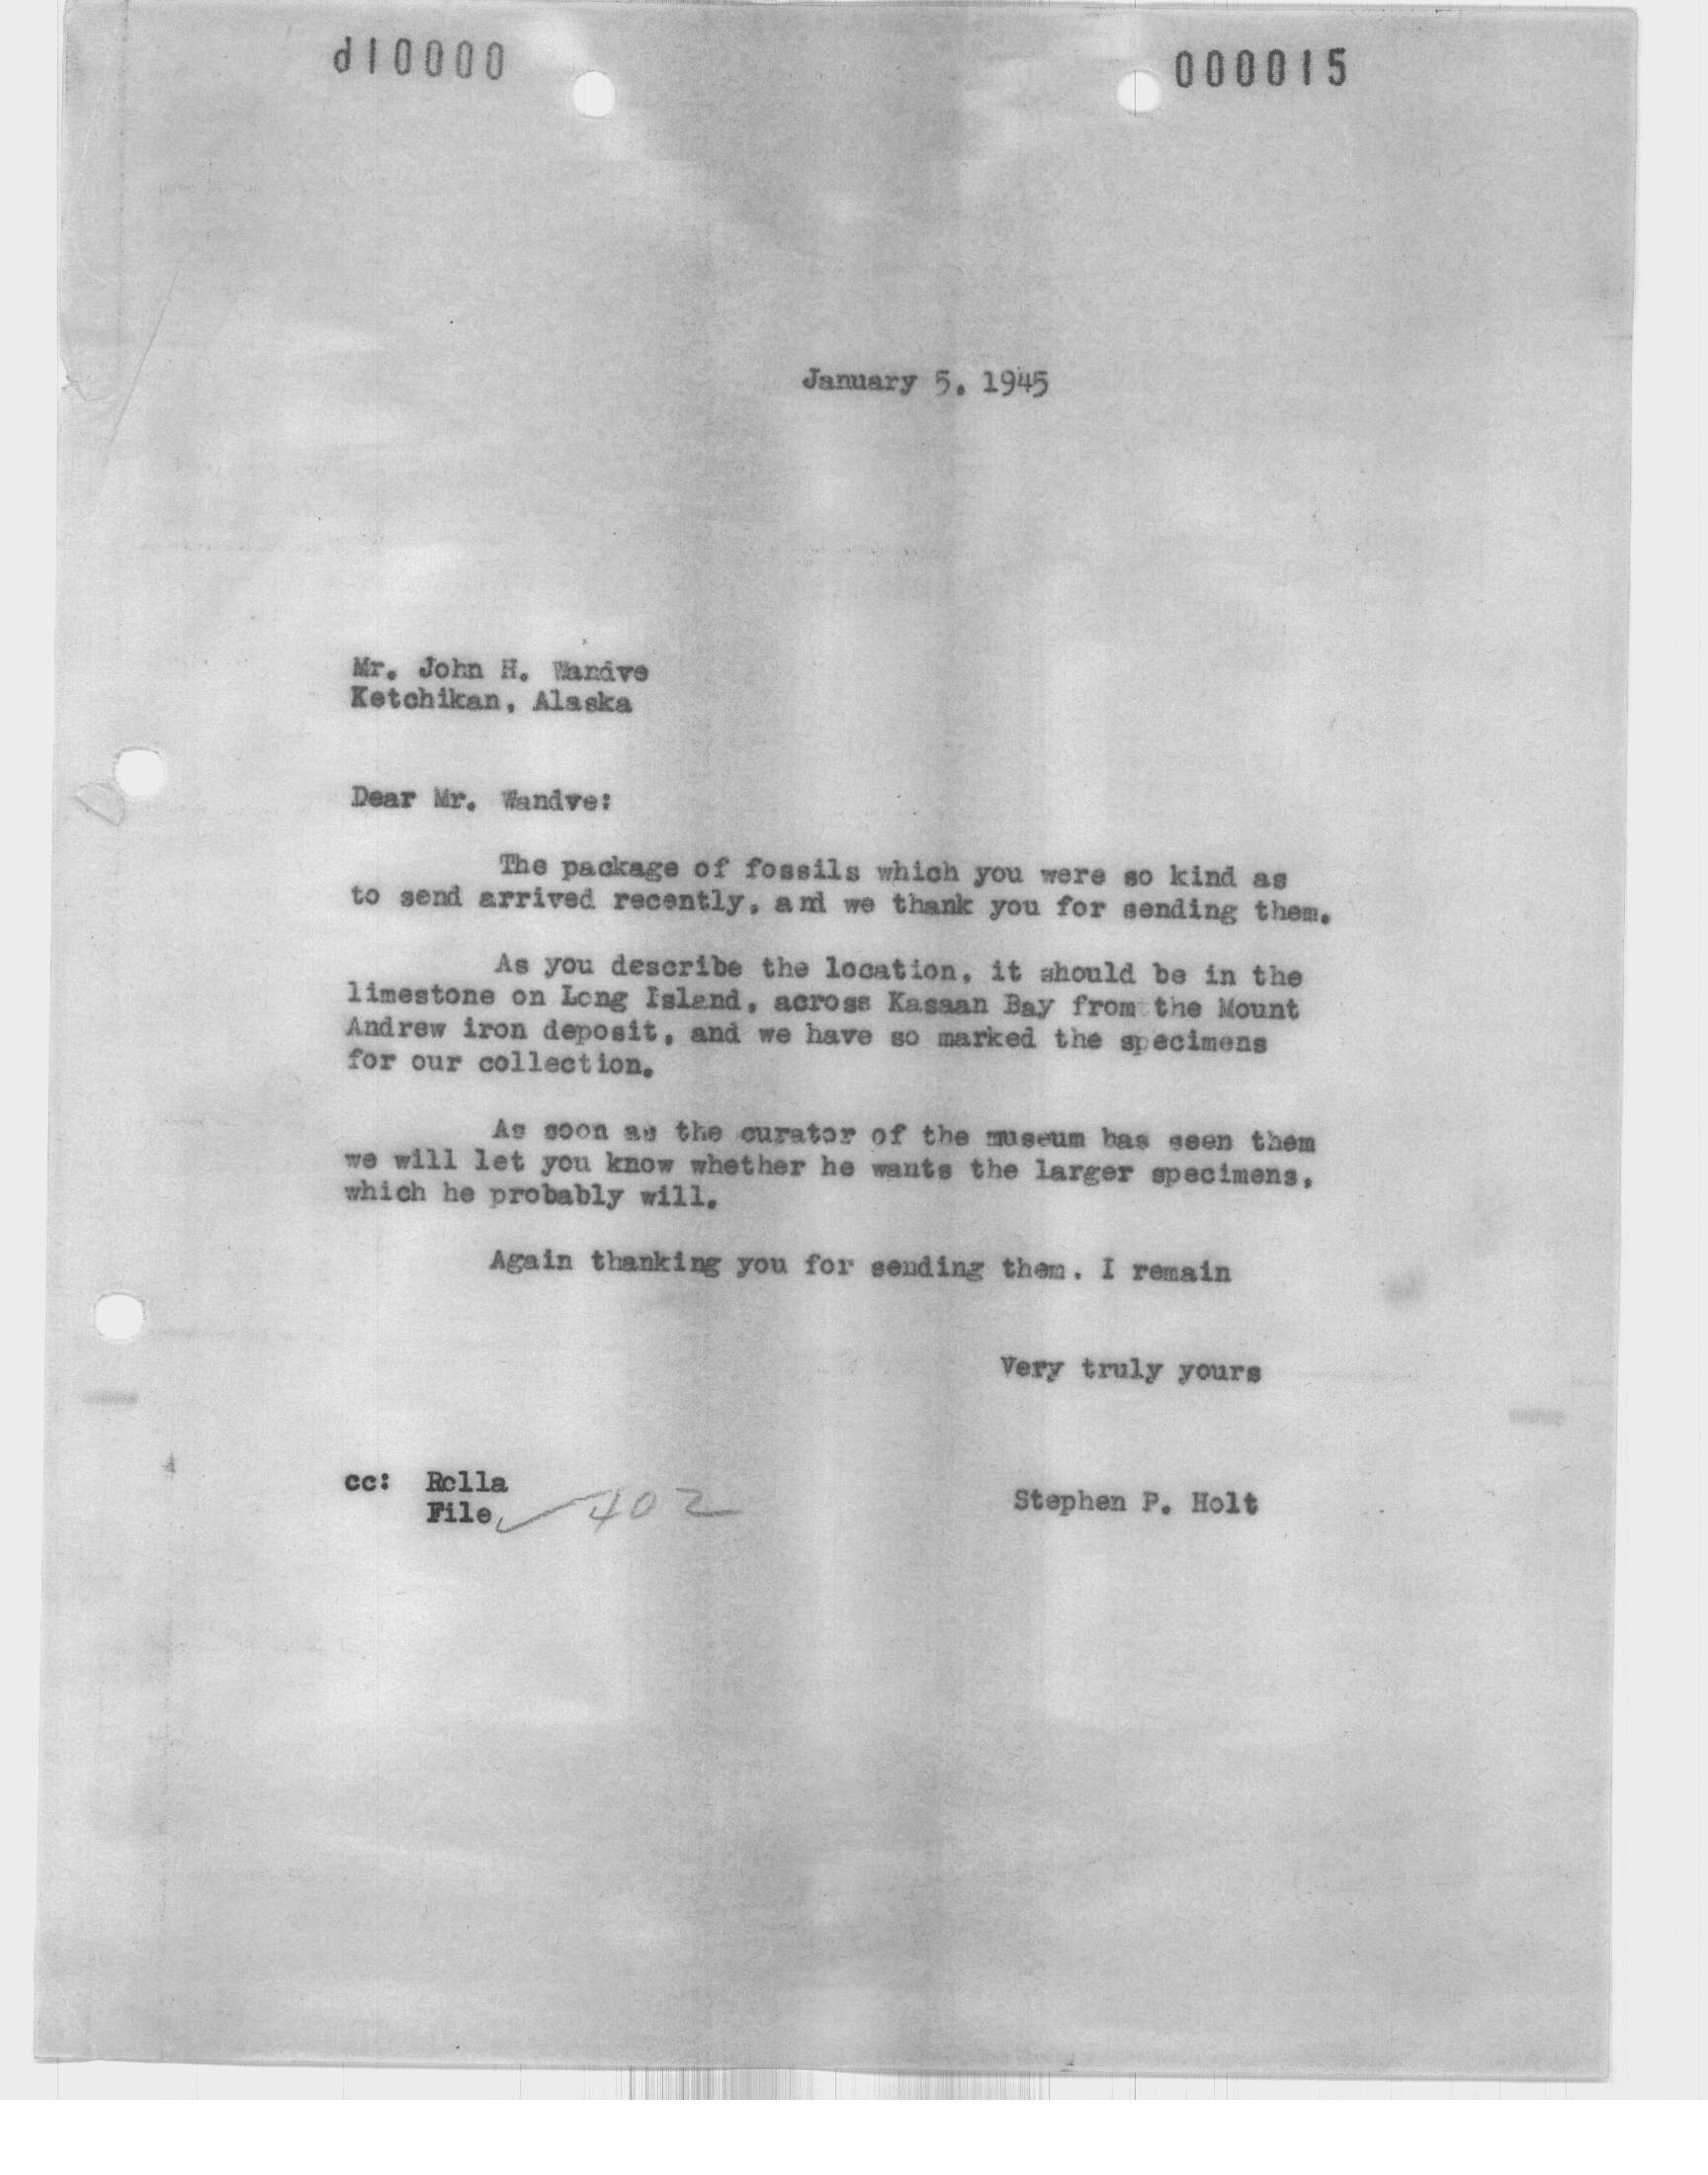 d10000 000015
January 5, 1945
Mr. John H. Wandve
Ketchikan, Alaska
Dear Mr. Wandve:
The package of fossils which you were so kind as
to send arrived recently, and we thank you for sending them.
As you describe the location, it should be in the
limestone on Long Island, across Kasaan Bay from the Mount
Andrew iron deposit, and we have so marked the specimens
for our collection.
As soon as the curator of the museum has seen them
we will let you know whether he wants the larger specimens,
which he probably will.
Again thanking you for sending them. I remain
Very truly yours
cc: Rolla
File 402
Stephen P. Holt